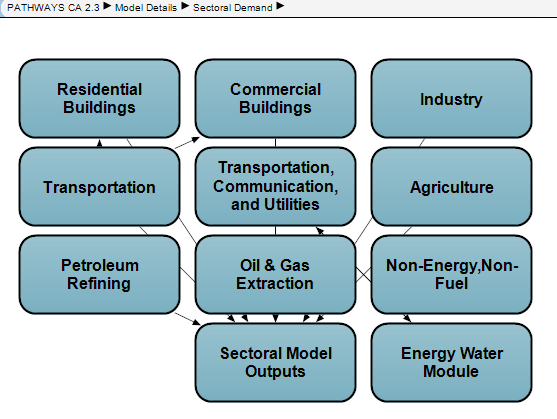 PATHWAYS CA 2.3 Model Details Sectoral Demand
Residential
Buildings
Commercial
Buildings
Industry
Transportation
Transportation,
Communication,
and Utilities
Agriculture
Petroleum
Refining
Oil & Gas
Extraction
Non-Energy,Non-
Fuel
Sectoral Model
Outputs
Energy Water
Module